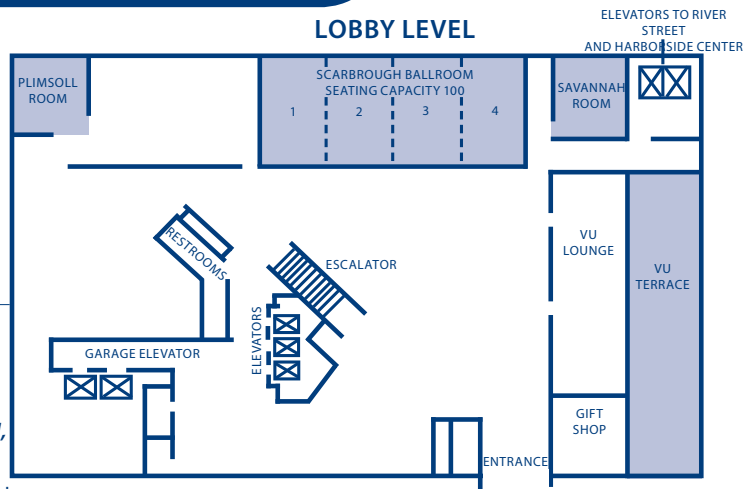 LOBBY LEVEL
ELEVATORS TO RIVER
STREET
AND HARBORSIDE CENTER
PLIMSOLL
ROOM
SCARBROUGH BALLROOM
SEATING CAPACITY 100
1 2 3 4
SAVANNAH
ROOM
RESTROOMS
ESCALATOR
VU
LOUNGE
VU
TERRACE
ELEVATORS
GARAGE ELEVATOR
GIFT
SHOP
ENTRANCE